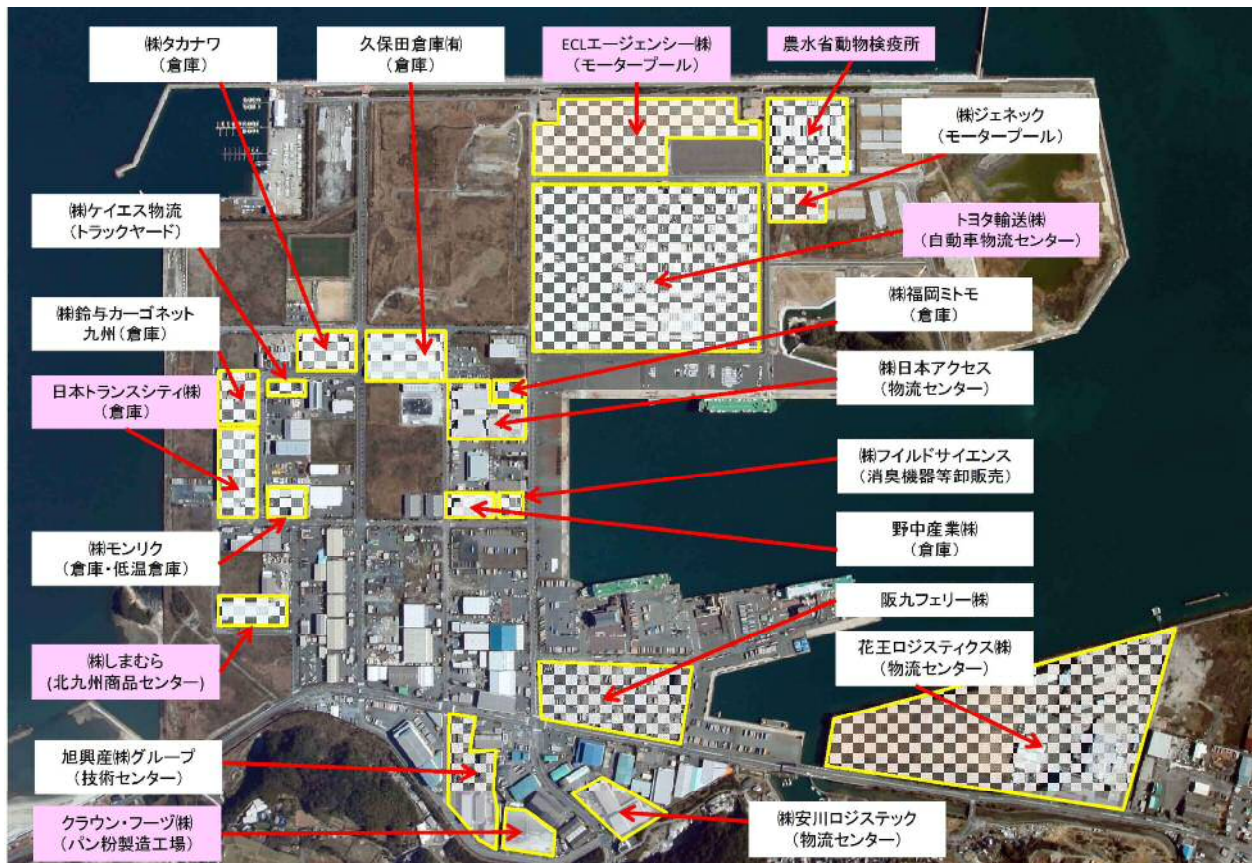 ㈱タカナワ
(倉庫)
久保田倉庫㈲
(倉庫)
ECLエージェンシー㈱
(モータープール)
農水省動物検疫所
㈱ジェネック
(モータープール)
㈱ケイエス物流
(トラックヤード)
トヨタ輸送㈱
(自動車物流センター)
㈱鈴与カーゴネット
九州(倉庫)
㈱福岡ミトモ
(倉庫)
日本トランスシティ㈱
(倉庫)
㈱日本アクセス
(物流センター)
㈱フイルドサイエンス
(消臭機器等卸販売)
㈱モンリク
(倉庫・低温倉庫)
野中産業㈱
(倉庫)
阪九フェリー㈱
㈱しまむら
(北九州商品センター)
花王ロジスティクス㈱
(物流センター)
旭興産㈱グループ
(技術センター)
クラウン・フーヅ㈱
(パン粉製造工場)
㈱安川ロジステック
(物流センター)